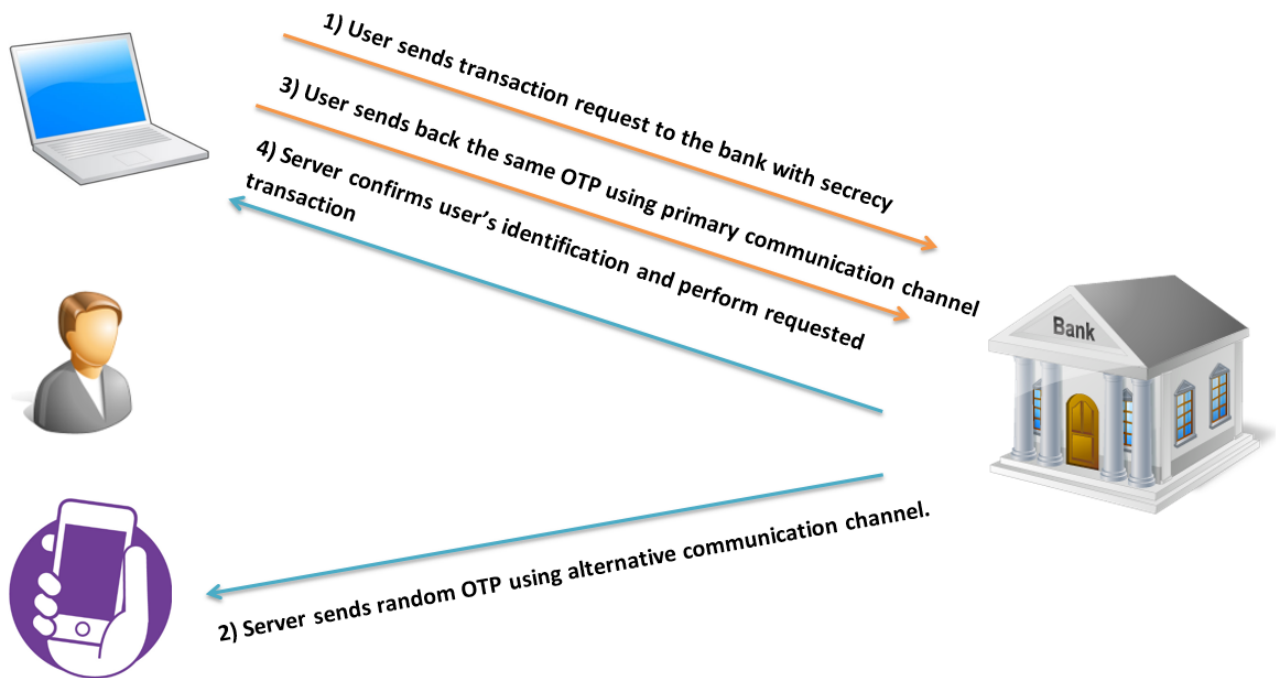 1) User sends transaction request to the bank with secrecy
3) User sends back the same OTP using primary communication channel
4) Server confirms user's identification and perform requested
transaction
Bank
2) Server sends random OTP using alternative communication channel.